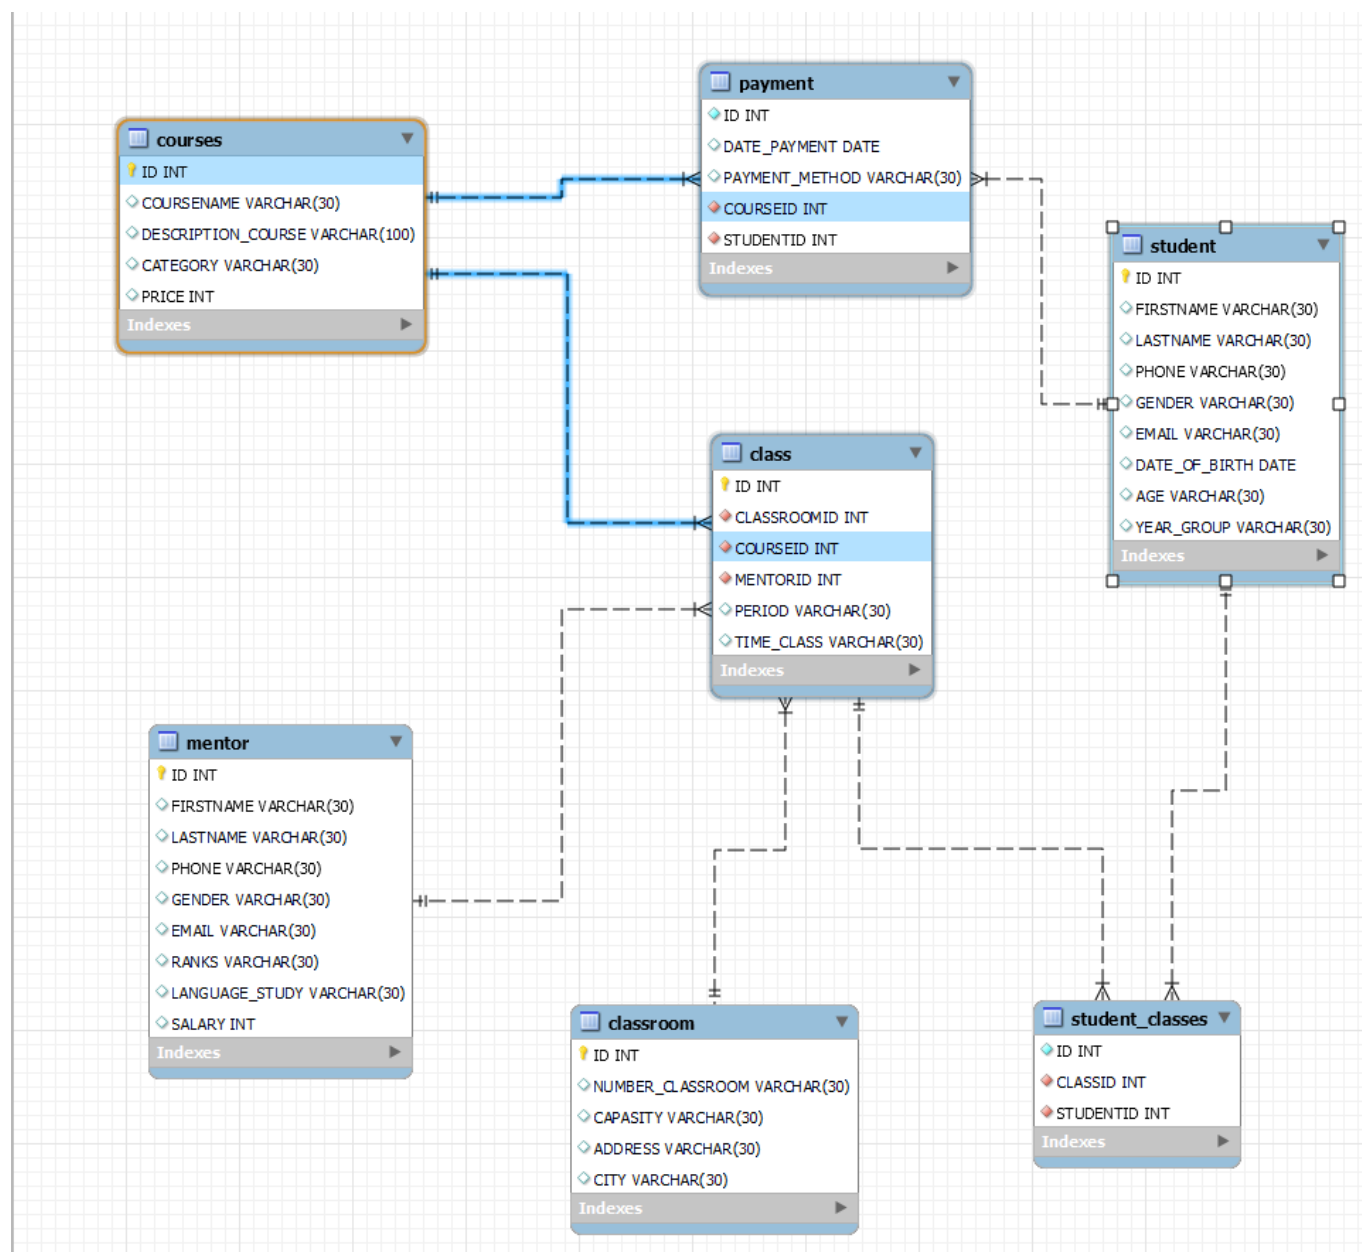 courses
ID INT
COURSENAME VARCHAR(30)
DESCRIPTION_COURSE VARCHAR(100)
CATEGORY VARCHAR(30)
PRICE INT
Indexes
payment
ID INT
DATE_PAYMENT DATE
PAYMENT_METHOD VARCHAR(30)
COURSEID INT
STUDENTID INT
Indexes
student
ID INT
FIRSTNAME VARCHAR(30)
LASTNAME VARCHAR(30)
PHONE VARCHAR(30)
GENDER VARCHAR(30)
EMAIL VARCHAR(30)
DATE_OF_BIRTH DATE
AGE VARCHAR(30)
YEAR_GROUP VARCHAR(30)
Indexes
class
ID INT
CLASSROOMID INT
COURSEID INT
MENTORID INT
PERIOD VARCHAR(30)
TIME_CLASS VARCHAR(30)
Indexes
mentor
ID INT
FIRSTNAME VARCHAR(30)
LASTNAME VARCHAR(30)
PHONE VARCHAR(30)
GENDER VARCHAR(30)
EMAIL VARCHAR(30)
RANKS VARCHAR(30)
LANGUAGE_STUDY VARCHAR(30)
SALARY INT
Indexes
classroom
ID INT
NUMBER_CLASSROOM VARCHAR(30)
CAPASITY VARCHAR(30)
ADDRESS VARCHAR(30)
CITY VARCHAR(30)
Indexes
student_classes
ID INT
CLASSID INT
STUDENTID INT
Indexes